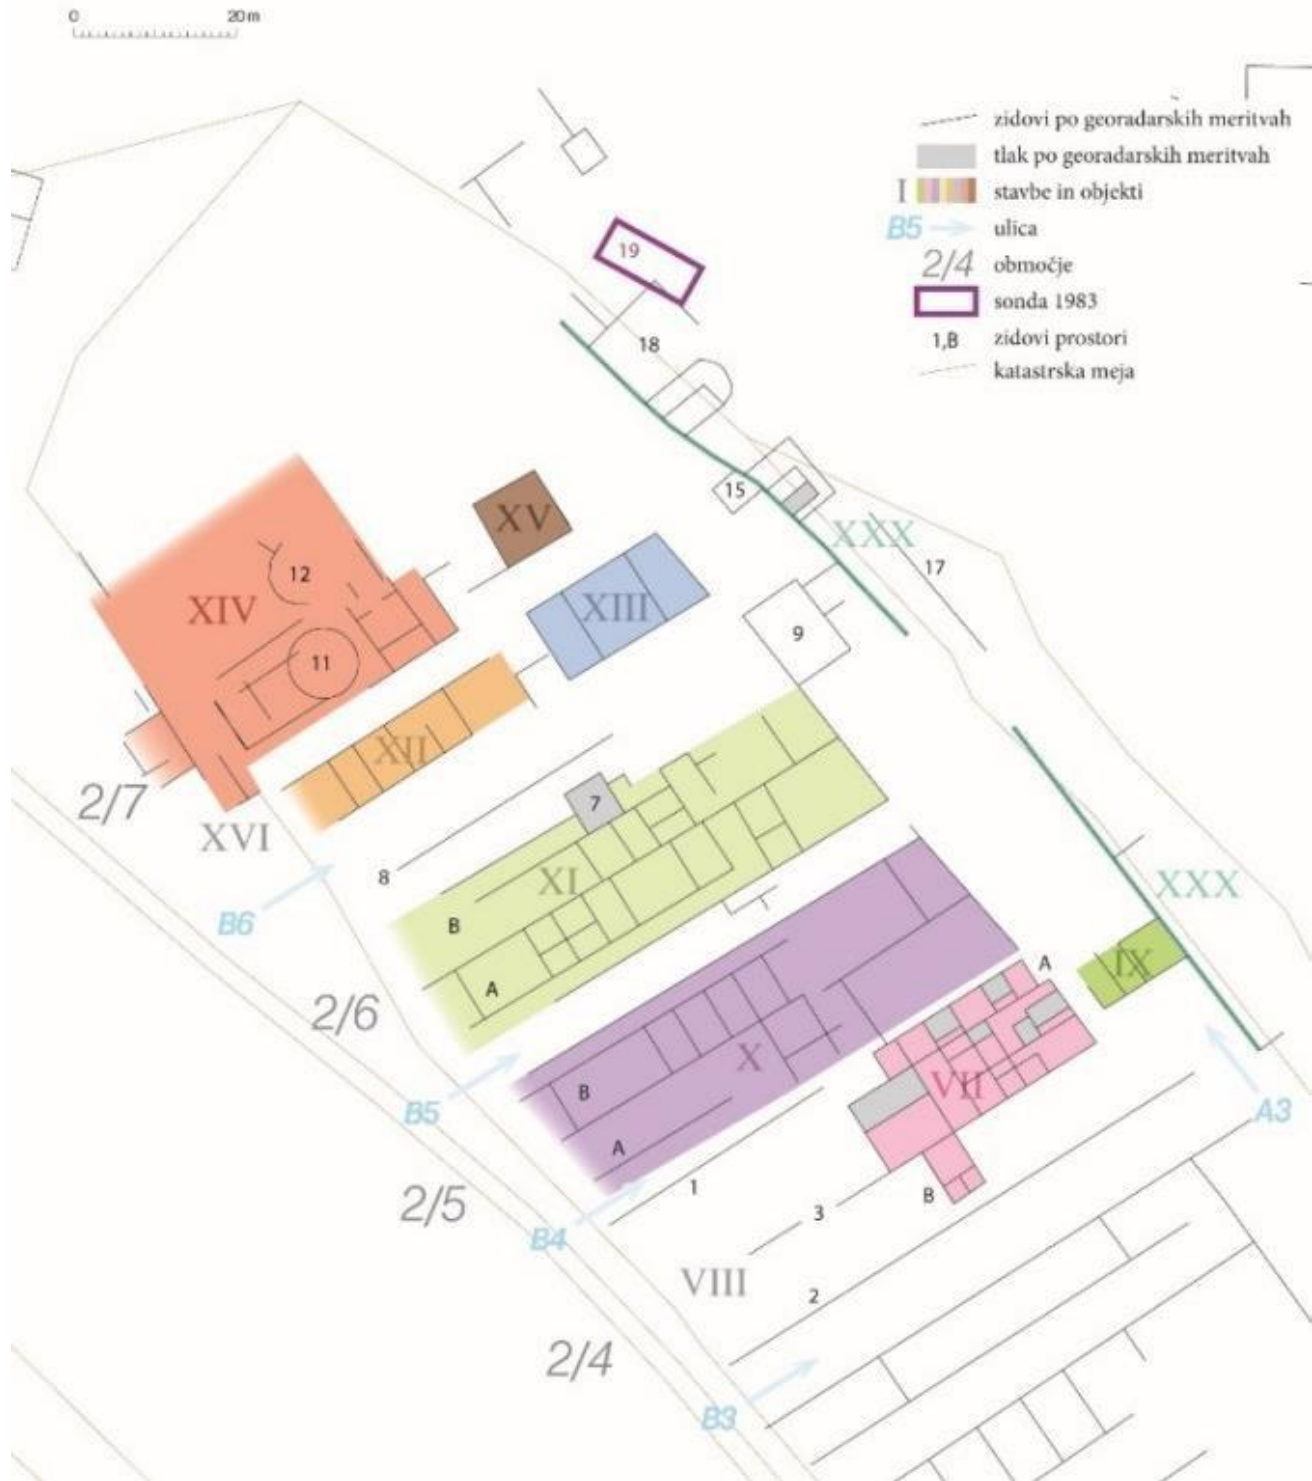 0 20 m
zidovi po georadarskih meritvah
tlak po georadarskih meritvah
I stavbe in objekti
B5 ulica
2/4 območje
sonda 1983
1,B zidovi prostori
katastrska meja
19
18
15
XXX
17
XV
XIII
9
12
XIV
11
XII
2/7
XVI
7
8
XI
B6
B
A
XXX
2/6
A
IX
X
VII
B5
B
A3
A
2/5
1
B
3
B4
VIII
2
2/4
B3